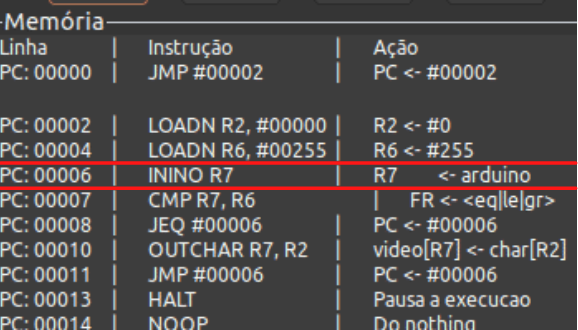 Memória
Linha | Instrução | Ação
PC: 00000 | JMP #00002 | PC <- #00002
PC: 00002 | LOADN R2, #00000 | R2 <- #0
PC: 00004 | LOADN R6, #00255 | R6 <- #255
PC: 00006 | ININO R7 | R7 <- arduino
PC: 00007 | CMP R7, R6 | FR <- <eq|le|gr>
PC: 00008 | JEQ #00006 | PC <- #00006
PC: 00010 | OUTCHAR R7, R2 | video[R7] <- char[R2]
PC: 00011 | JMP #00006 | PC <- #00006
PC: 00013 | HALT | Pausa a execucao
PC: 00014 | NOOP | Do nothing